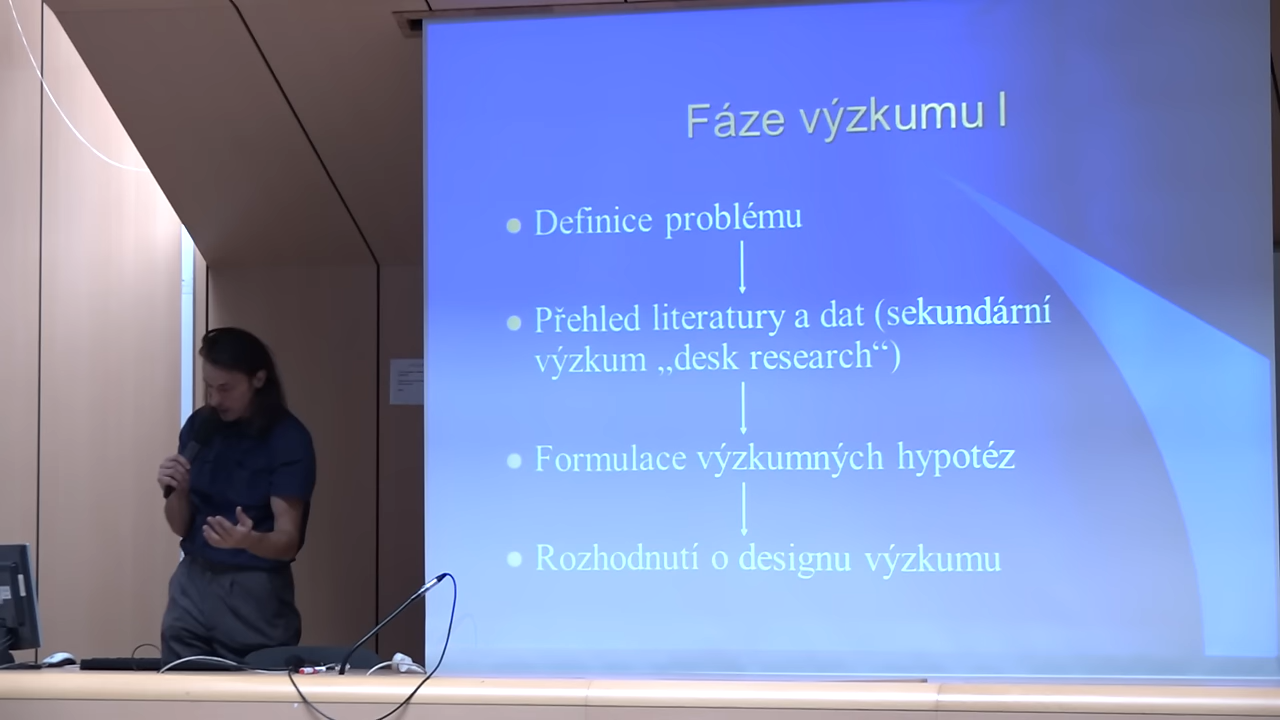 Fáze výzkumu I
• Definice problému
• Přehled literatury a dat (sekundární
výzkum „desk research“)
• Formulace výzkumných hypotéz
• Rozhodnutí o designu výzkumu